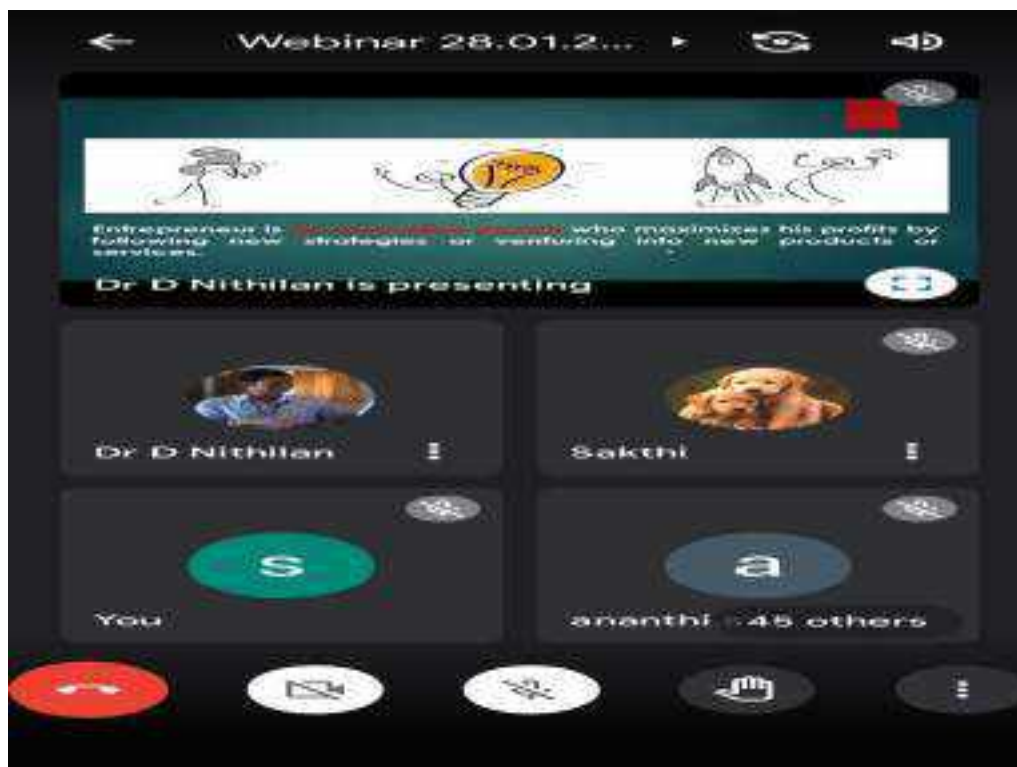 Webinar 28.01.2...
Entrepreneur is who maximizes his profits by
following new strategies or venturing into new products or
services.
Dr D Nithilan is presenting
Dr D Nithilan
Sakthi
s
You
a
ananthi
45 others